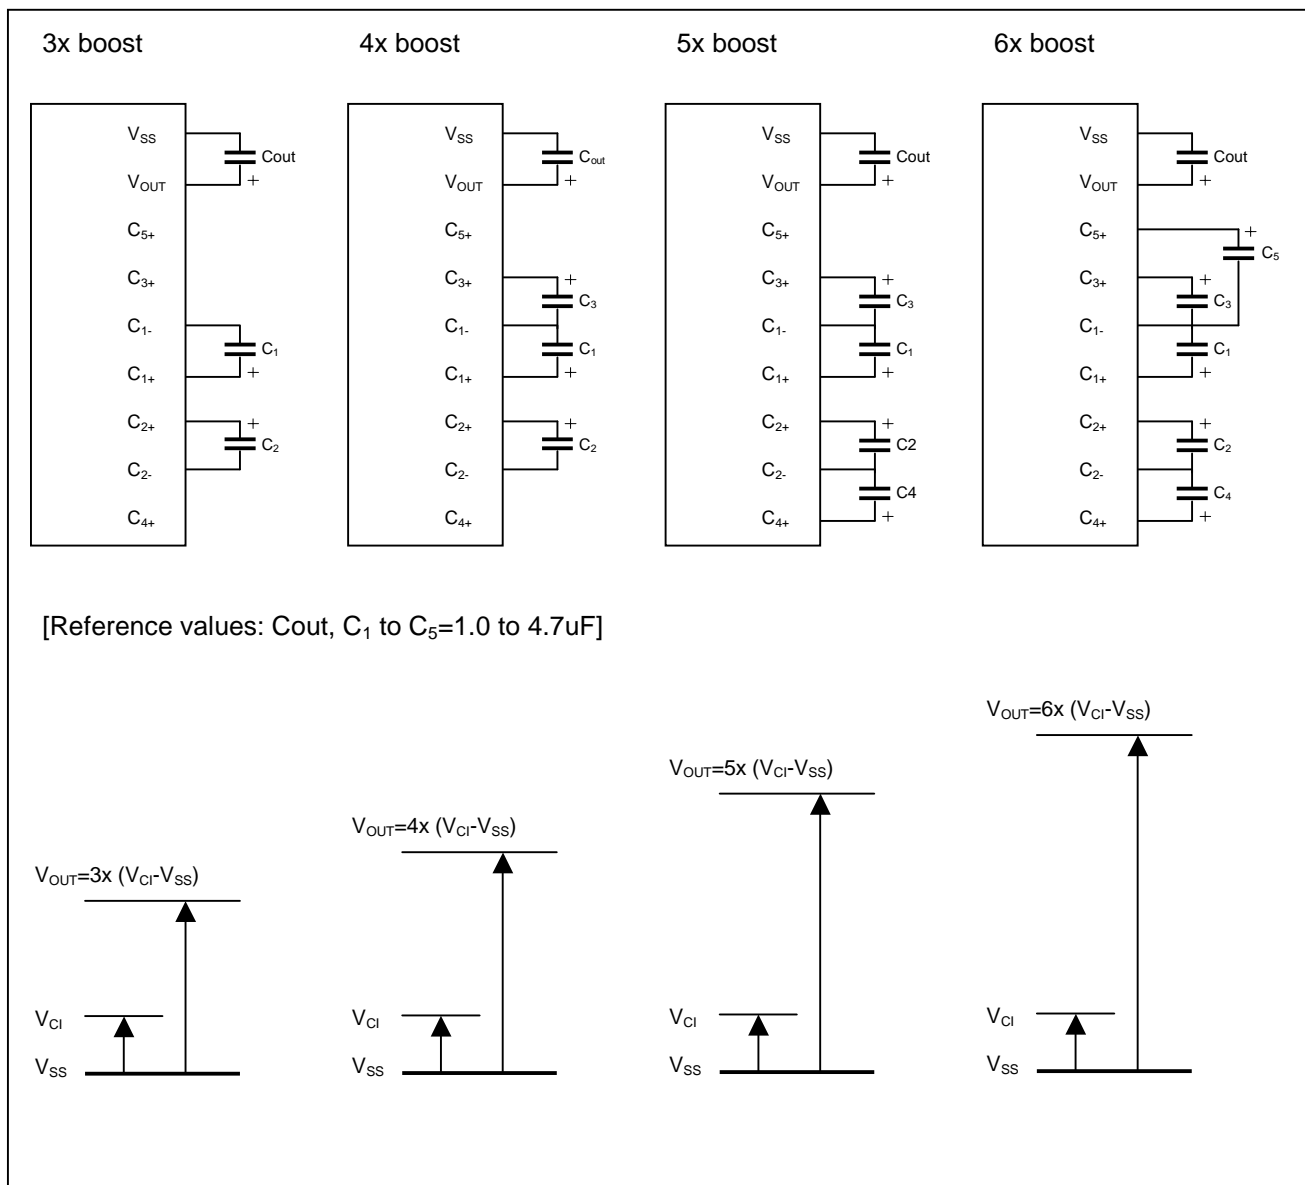 3x boost
4x boost
5x boost
6x boost
VSS
VOUT
C5+
C3+
C1-
C1+
C2+
C2-
C4+
Cout
+
C1
+
+
C2
VSS
VOUT
C5+
C3+
C1-
C1+
C2+
C2-
C4+
Cout
+
+
C3
C1
+
+
C2
VSS
VOUT
C5+
C3+
C1-
C1+
C2+
C2-
C4+
Cout
+
+
C3
C1
+
+
C2
C4
+
VSS
VOUT
C5+
C3+
C1-
C1+
C2+
C2-
C4+
Cout
+
+
C5
+
C3
C1
+
+
C2
C4
+
[Reference values: Cout, C1 to C5=1.0 to 4.7uF]
VOUT=3x (VCI-VSS)
VCI
VSS
VOUT=4x (VCI-VSS)
VCI
VSS
VOUT=5x (VCI-VSS)
VCI
VSS
VOUT=6x (VCI-VSS)
VCI
VSS